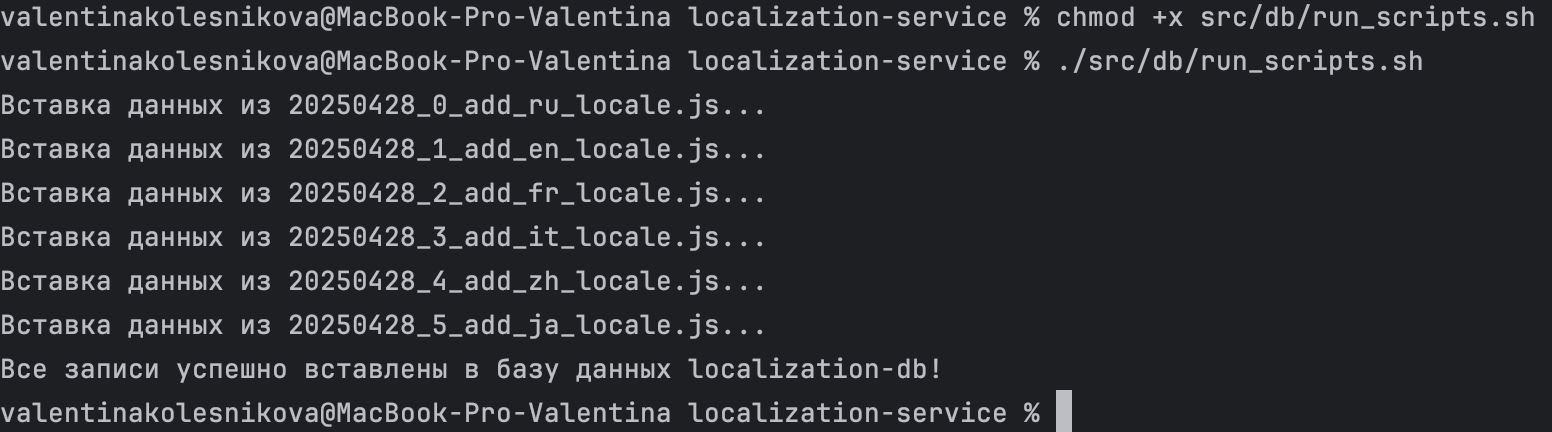 valentinakolesnikova@MacBook-Pro-Valentina localization-service % chmod +x src/db/run_scripts.sh
valentinakolesnikova@MacBook-Pro-Valentina localization-service % ./src/db/run_scripts.sh
Вставка данных из 20250428_0_add_ru_locale.js...
Вставка данных из 20250428_1_add_en_locale.js...
Вставка данных из 20250428_2_add_fr_locale.js...
Вставка данных из 20250428_3_add_it_locale.js...
Вставка данных из 20250428_4_add_zh_locale.js...
Вставка данных из 20250428_5_add_ja_locale.js...
Все записи успешно вставлены в базу данных localization-db!
valentinakolesnikova@MacBook-Pro-Valentina localization-service %